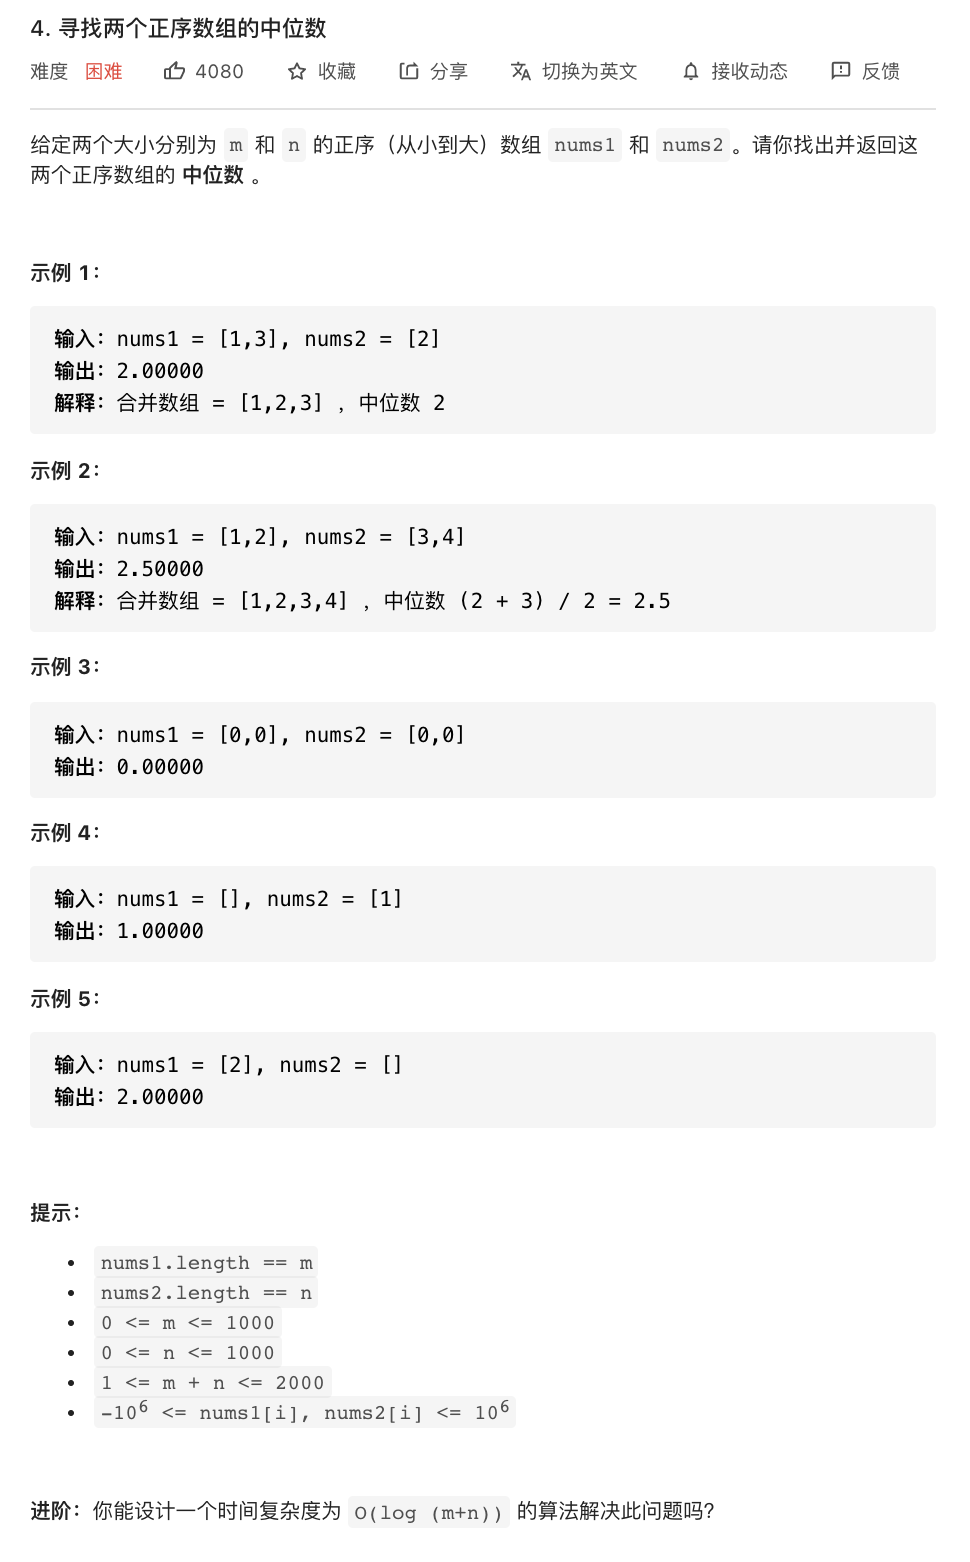 4. 寻找两个正序数组的中位数
难度 困难 4080 收藏 分享 切换为英文 接收动态 反馈
给定两个大小分别为 m 和 n 的正序（从小到大）数组 nums1 和 nums2 。请你找出并返回这
两个正序数组的 中位数 。
示例 1：
输入：nums1 = [1,3], nums2 = [2]
输出：2.00000
解释：合并数组 = [1,2,3] ，中位数 2
示例 2：
输入：nums1 = [1,2], nums2 = [3,4]
输出：2.50000
解释：合并数组 = [1,2,3,4] ，中位数 (2 + 3) / 2 = 2.5
示例 3：
输入：nums1 = [0,0], nums2 = [0,0]
输出：0.00000
示例 4：
输入：nums1 = [], nums2 = [1]
输出：1.00000
示例 5：
输入：nums1 = [2], nums2 = []
输出：2.00000
提示：
• nums1.length == m
• nums2.length == n
• 0 <= m <= 1000
• 0 <= n <= 1000
• 1 <= m + n <= 2000
• -10⁶ <= nums1[i], nums2[i] <= 10⁶
进阶：你能设计一个时间复杂度为 O(log (m+n)) 的算法解决此问题吗？